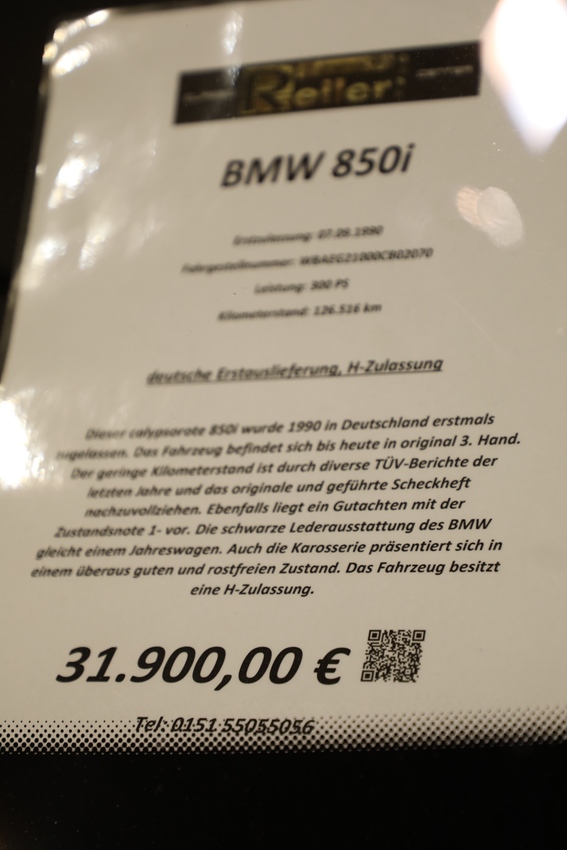 Reiler
BMW 850i
Erstzulassung: 07.09.1990
Fahrgestellnummer: WBAEG21000CB02070
Leistung: 300 PS
Kilometerstand: 126.516 km
deutsche Erstauslieferung, H-Zulassung
Dieser calypsorote 850i wurde 1990 in Deutschland erstmals
zugelassen. Das Fahrzeug befindet sich bis heute in original 3. Hand.
Der geringe Kilometerstand ist durch diverse TÜV-Berichte der
letzten Jahre und das originale und geführte Scheckheft
nachzuvollziehen. Ebenfalls liegt ein Gutachten mit der
Zustandsnote 1- vor. Die schwarze Lederausstattung des BMW
gleicht einem Jahreswagen. Auch die Karosserie präsentiert sich in
einem überaus guten und rostfreien Zustand. Das Fahrzeug besitzt
eine H-Zulassung.
31.900,00 €
Tel: 0151 55055056